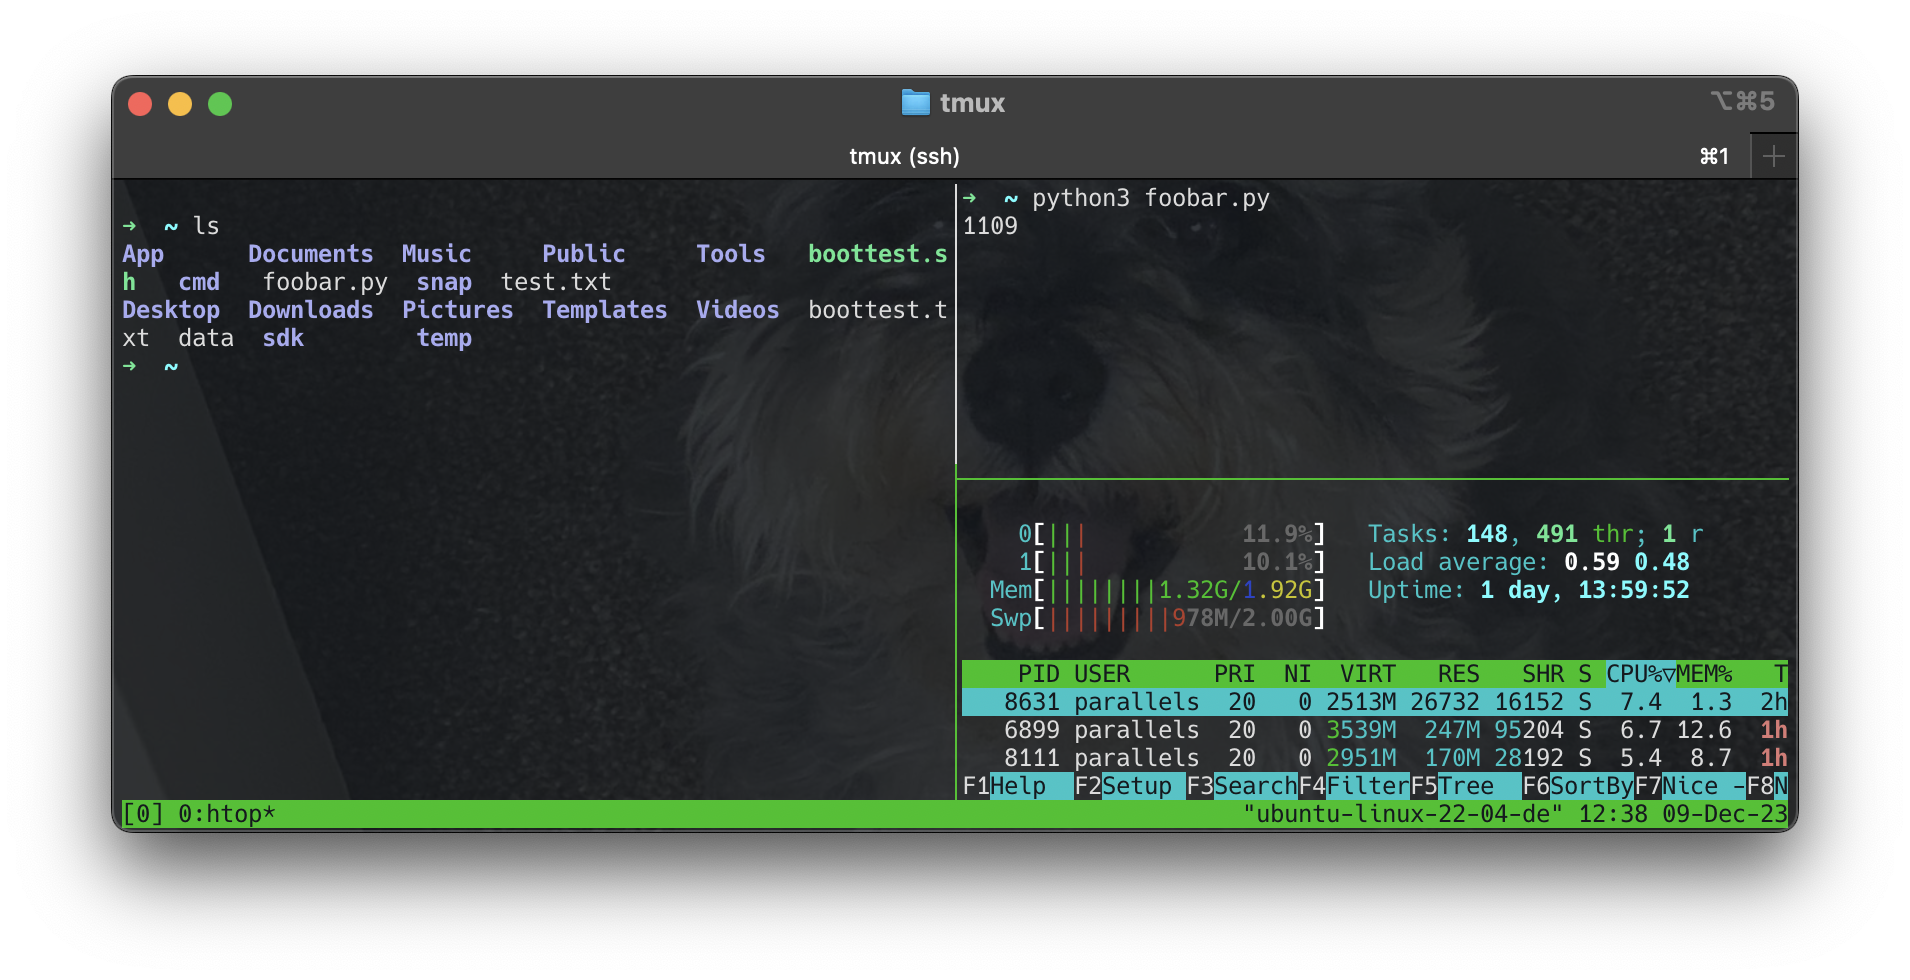 tmux
⌥⌘5
tmux (ssh)
⌘1
➜  ~ ls
App      Documents  Music     Public     Tools   boottest.s
h   cmd   foobar.py  snap  test.txt
Desktop  Downloads  Pictures  Templates  Videos  boottest.t
xt  data  sdk        temp
➜  ~
➜  ~ python3 foobar.py
1109
0[||| 11.9%]   Tasks: 148, 491 thr; 1 r
1[||| 10.1%]   Load average: 0.59 0.48
Mem[||||||||1.32G/1.92G]   Uptime: 1 day, 13:59:52
Swp[|||||||||978M/2.00G]
PID USER      PRI  NI  VIRT   RES   SHR S CPU%▽MEM%   T
8631 parallels  20   0 2513M 26732 16152 S  7.4  1.3  2h
6899 parallels  20   0 3539M  247M 95204 S  6.7 12.6  1h
8111 parallels  20   0 2951M  170M 28192 S  5.4  8.7  1h
F1Help  F2Setup F3SearchF4FilterF5Tree  F6SortByF7Nice -F8N
[0] 0:htop* "ubuntu-linux-22-04-de" 12:38 09-Dec-23